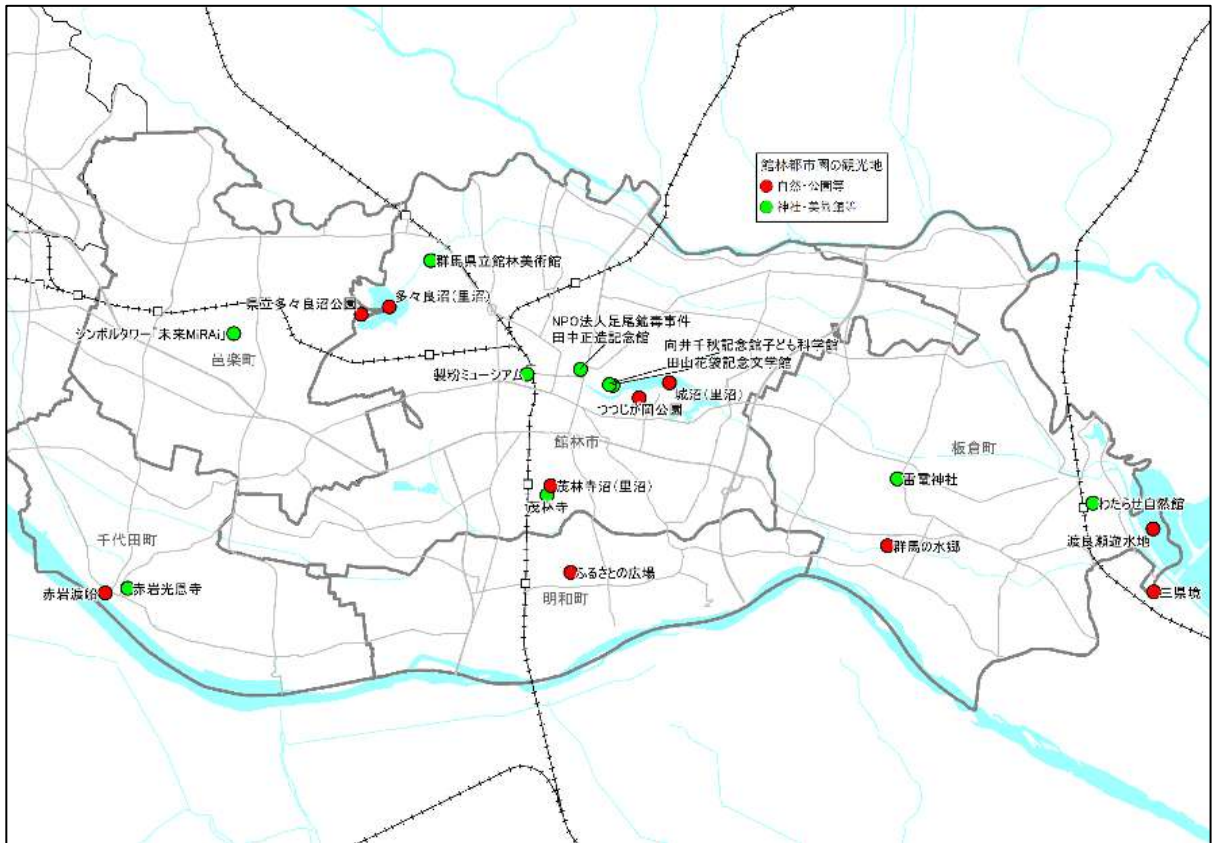 館林都市圏の観光地
自然・公園等
神社・美術館等
群馬県立館林美術館
県立多々良沼公園
多々良沼(里沼)
シンボルタワー「未来MiRAi」
邑楽町
NPO法人足尾鉱毒事件
田中正造記念館
向井千秋記念館子ども科学館
田山花袋記念文学館
製粉ミュージアム
城沼(里沼)
つつじが岡公園
館林市
板倉町
茂林寺沼(里沼)
茂林寺
雷電神社
わたらせ自然館
渡良瀬遊水地
群馬の水郷
千代田町
赤岩渡船
赤岩光恩寺
ふるさとの広場
明和町
三県境